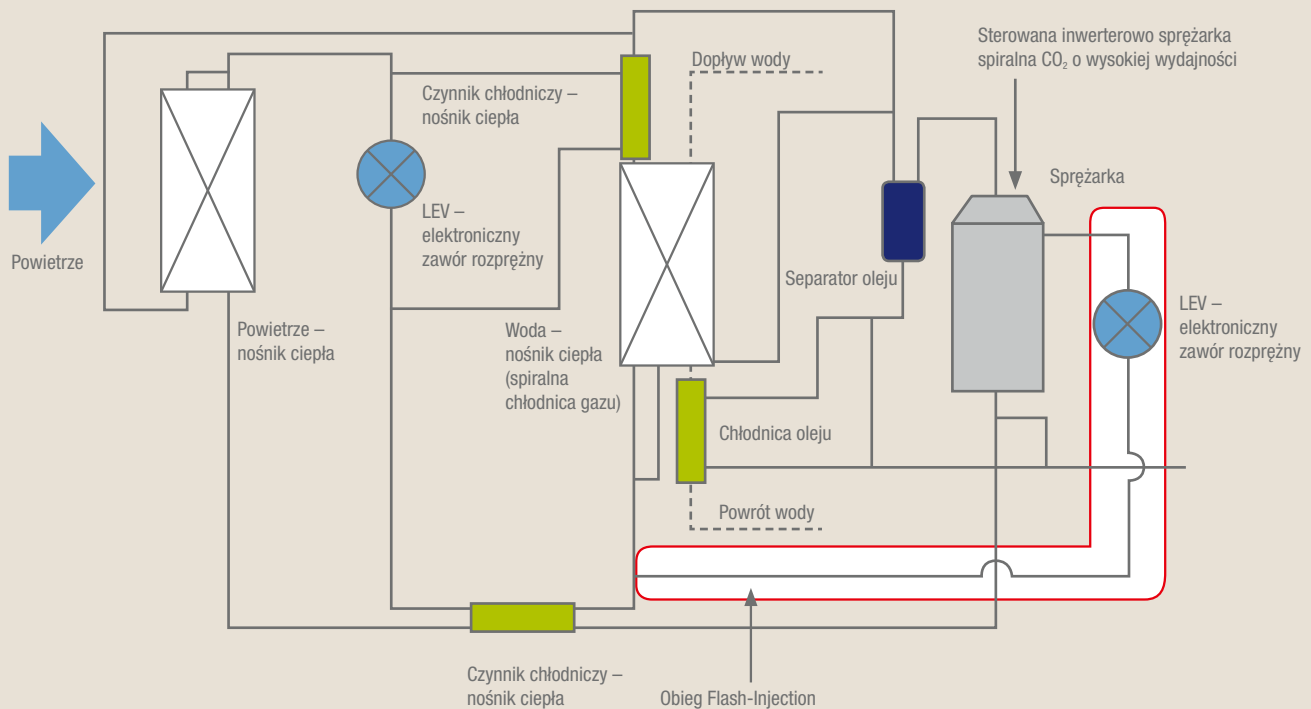 Sterowana inwerterowo sprężarka
spiralna CO₂ o wysokiej wydajności
Dopływ wody
Czynnik chłodniczy –
nośnik ciepła
Sprężarka
Powietrze
LEV –
elektroniczny
zawór rozprężny
Separator oleju
LEV –
elektroniczny
zawór rozprężny
Powietrze –
nośnik ciepła
Woda –
nośnik ciepła
(spiralna
chłodnica gazu)
Chłodnica oleju
Powrót wody
Czynnik chłodniczy –
nośnik ciepła
Obieg Flash-Injection